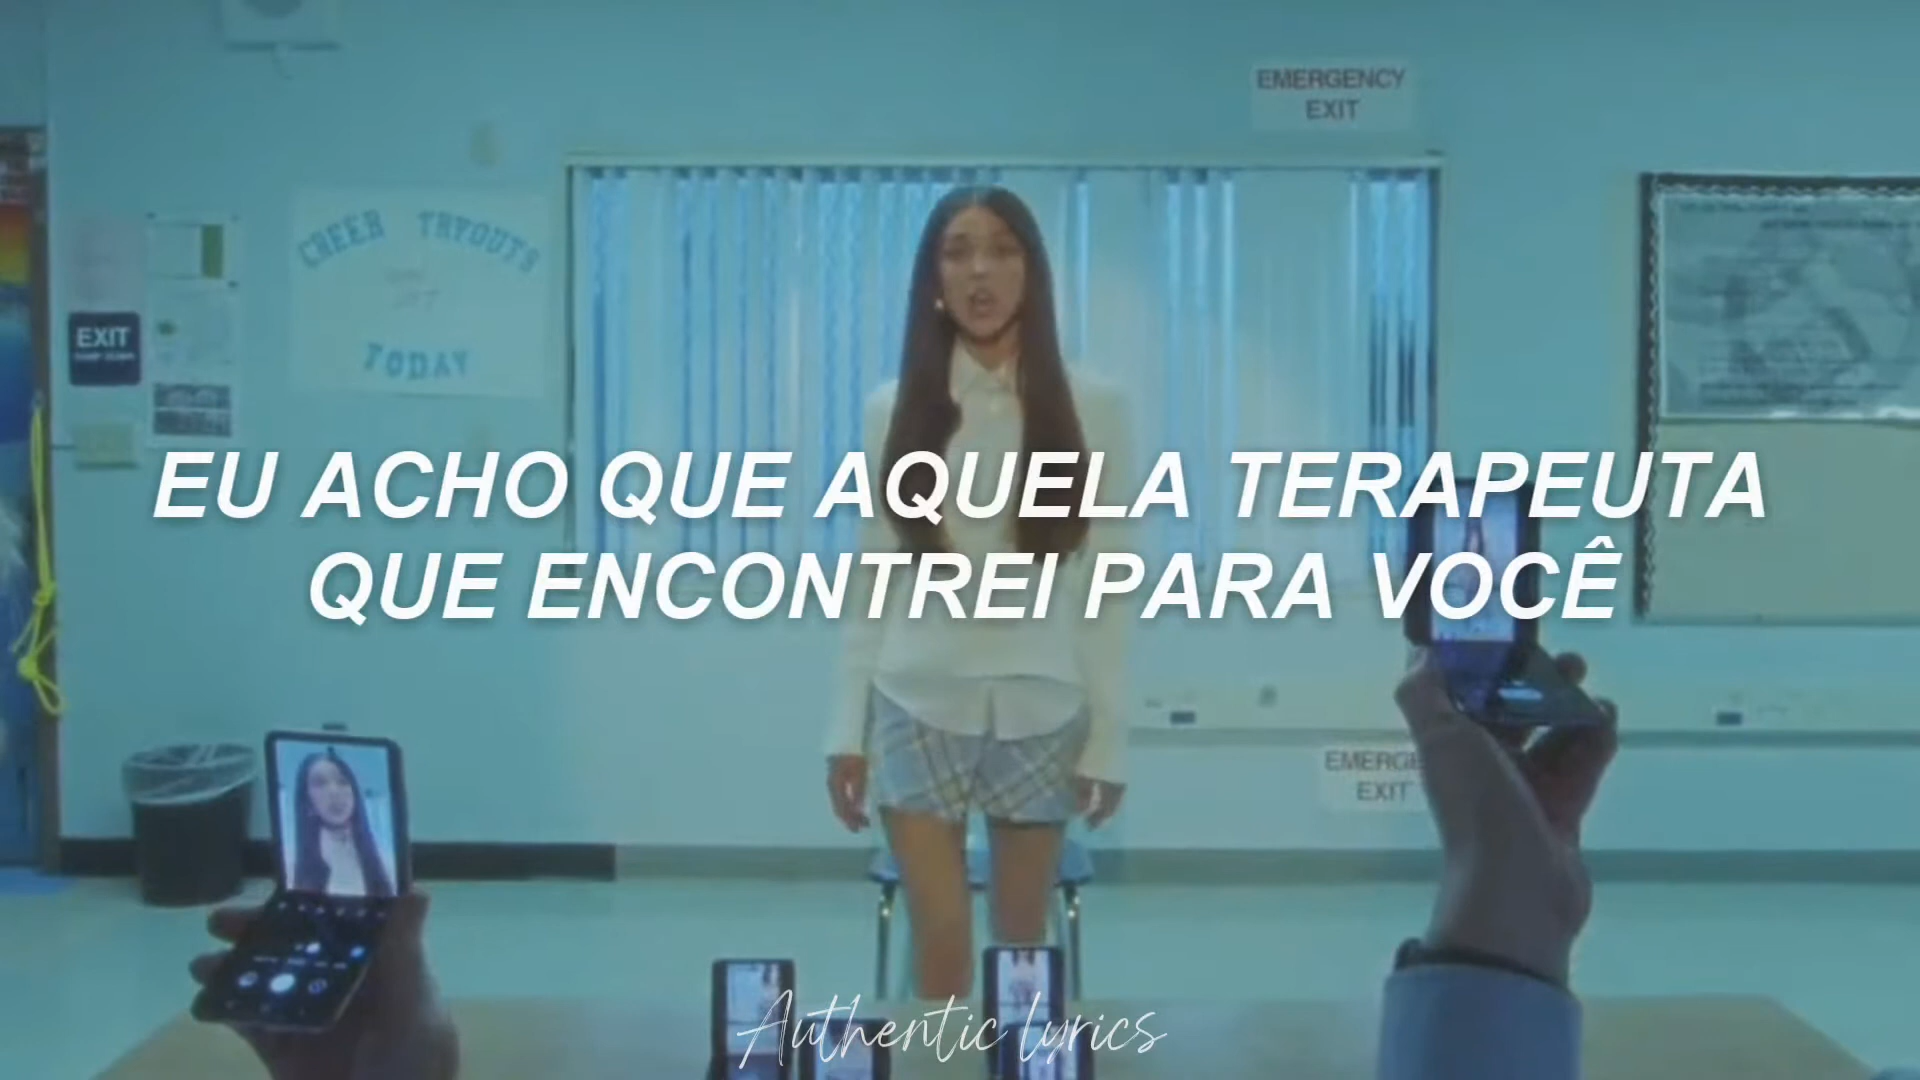 EMERGENCY
EXIT
CHEER TRYOUTS
TODAY
EXIT
EU ACHO QUE AQUELA TERAPEUTA
QUE ENCONTREI PARA VOCÊ
EMERGE
EXIT
Authentic lyrics